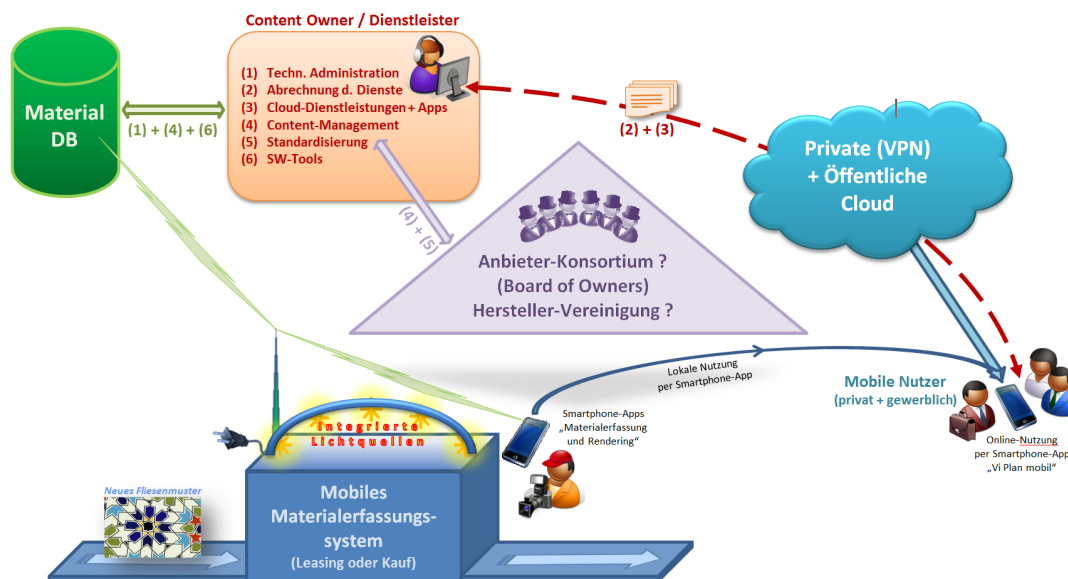 Content Owner / Dienstleister
(1) Techn. Administration
(2) Abrechnung d. Dienste
(3) Cloud-Dienstleistungen + Apps
(4) Content-Management
(5) Standardisierung
(6) SW-Tools
Material
DB
(1) + (4) + (6)
(2) + (3)
Private (VPN)
+ Öffentliche
Cloud
(4) + (5)
Anbieter-Konsortium ?
(Board of Owners)
Hersteller-Vereinigung ?
Lokale Nutzung
per Smartphone-App
Mobile Nutzer
(privat + gewerblich)
Smartphone-Apps
„Materialerfassung
und Rendering“
Online-Nutzung
per Smartphone-App
„Vi Plan mobil“
Integrierte
Lichtquellen
Neues Fliesenmuster
Mobiles
Materialerfassungs-
system
(Leasing oder Kauf)